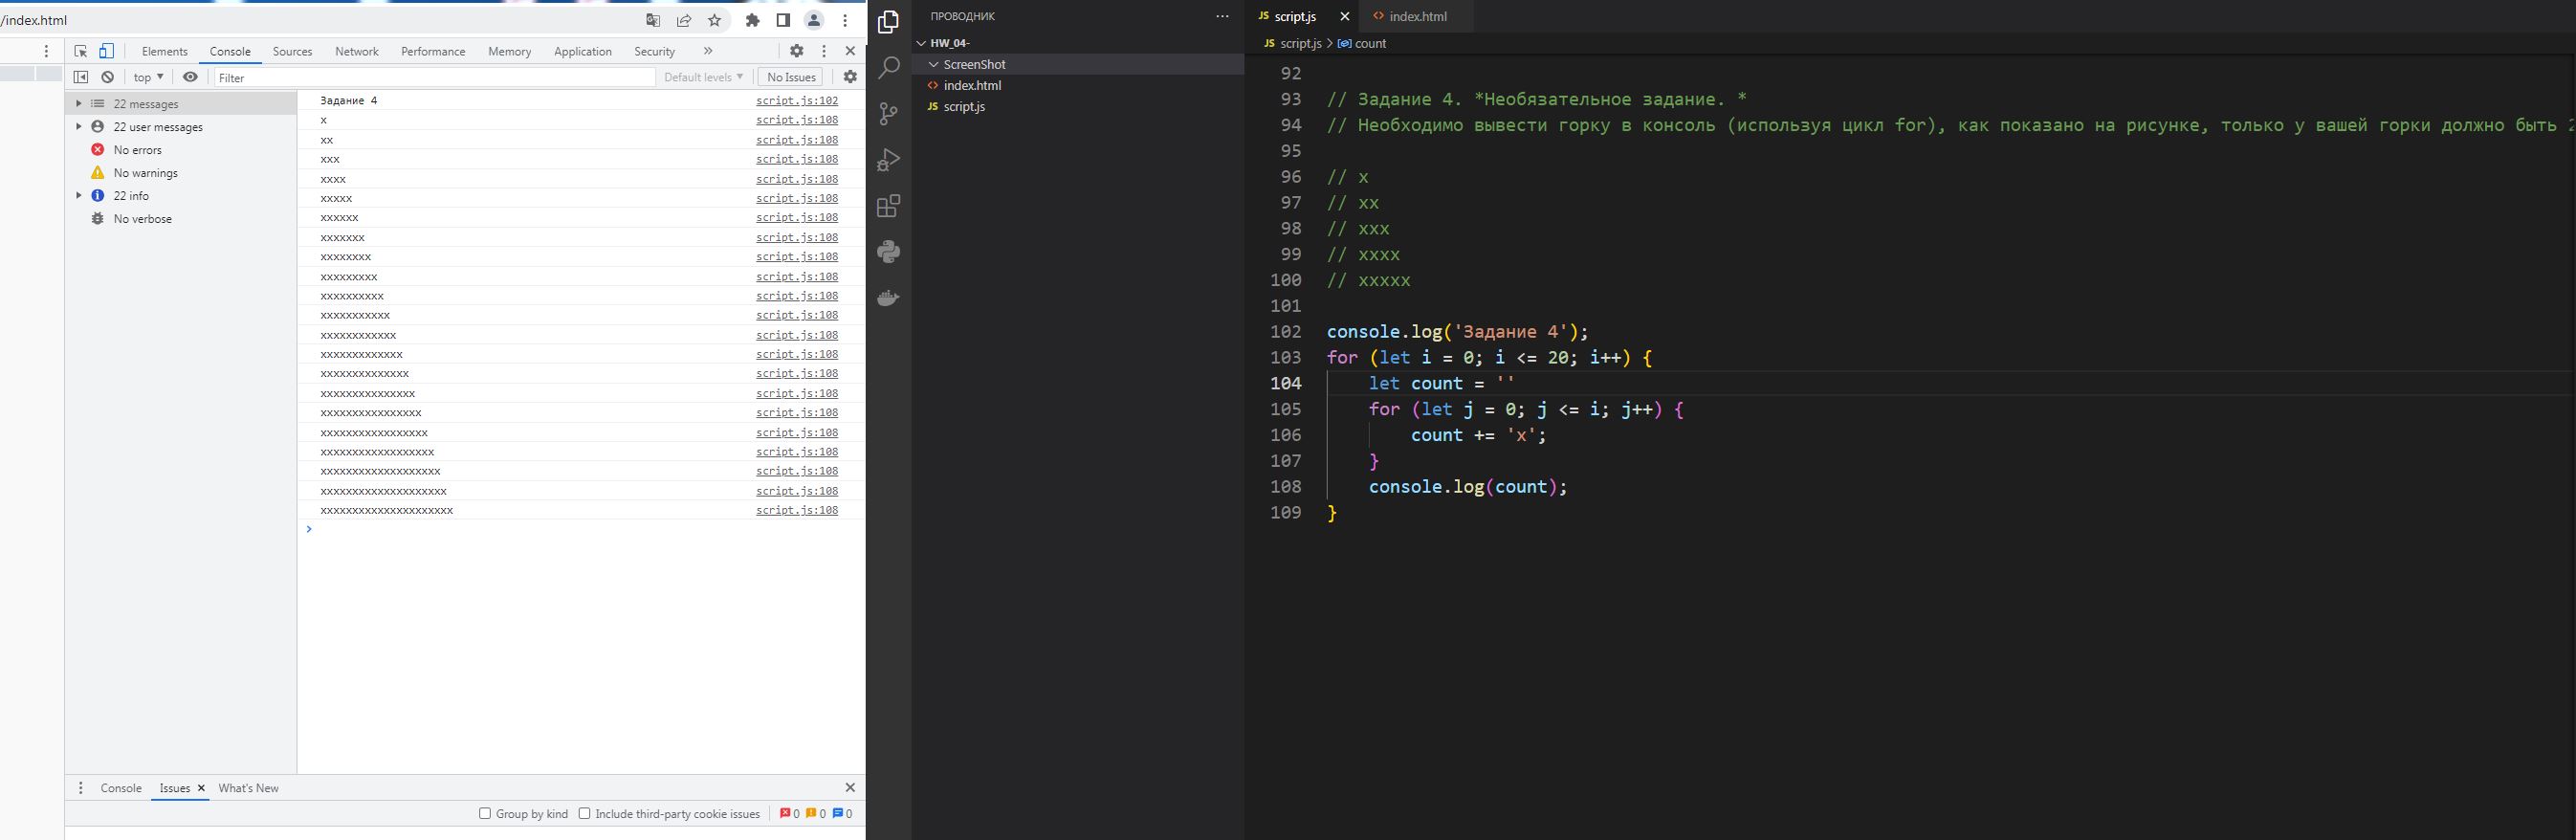 /index.html
Elements Console Sources Network Performance Memory Application Security »
top Filter Default levels No Issues
22 messages
22 user messages
No errors
No warnings
22 info
No verbose
Задание 4 script.js:102
x script.js:108
xx script.js:108
xxx script.js:108
xxxx script.js:108
xxxxx script.js:108
xxxxxx script.js:108
xxxxxxx script.js:108
xxxxxxxx script.js:108
xxxxxxxxx script.js:108
xxxxxxxxxx script.js:108
xxxxxxxxxxx script.js:108
xxxxxxxxxxxx script.js:108
xxxxxxxxxxxxx script.js:108
xxxxxxxxxxxxxx script.js:108
xxxxxxxxxxxxxxx script.js:108
xxxxxxxxxxxxxxxx script.js:108
xxxxxxxxxxxxxxxxx script.js:108
xxxxxxxxxxxxxxxxxx script.js:108
xxxxxxxxxxxxxxxxxxx script.js:108
xxxxxxxxxxxxxxxxxxxx script.js:108
xxxxxxxxxxxxxxxxxxxxx script.js:108
>
Console Issues What's New
Group by kind Include third-party cookie issues 0 0 0
ПРОВОДНИК ...
HW_04-
ScreenShot
index.html
JS script.js
JS script.js index.html
JS script.js > count
92
93 // Задание 4. *Необязательное задание. *
94 // Необходимо вывести горку в консоль (используя цикл for), как показано на рисунке, только у вашей горки должно быть
95
96 // x
97 // xx
98 // xxx
99 // xxxx
100 // xxxxx
101
102 console.log('Задание 4');
103 for (let i = 0; i <= 20; i++) {
104 let count = ''
105 for (let j = 0; j <= i; j++) {
106 count += 'x';
107 }
108 console.log(count);
109 }